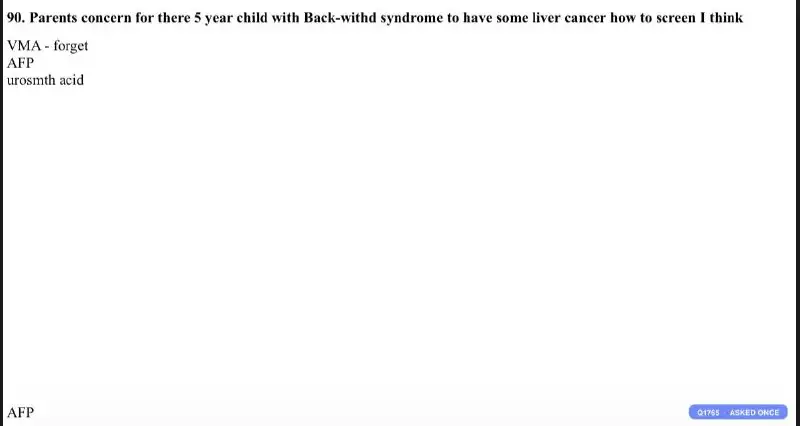 90. Parents concern for there 5 year child with Back-withd syndrome to have some liver cancer how to screen I think
VMA - forget
AFP
urosmth acid
AFP
Q1765 ASKED ONCE